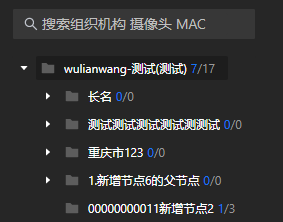 搜索组织机构 摄像头 MAC
wulianwang-测试(测试) 7/17
长名 0/0
测试测试测试测试测测试 0/0
重庆市123 0/0
1.新增节点6的父节点 0/0
00000000011新增节点2 1/3